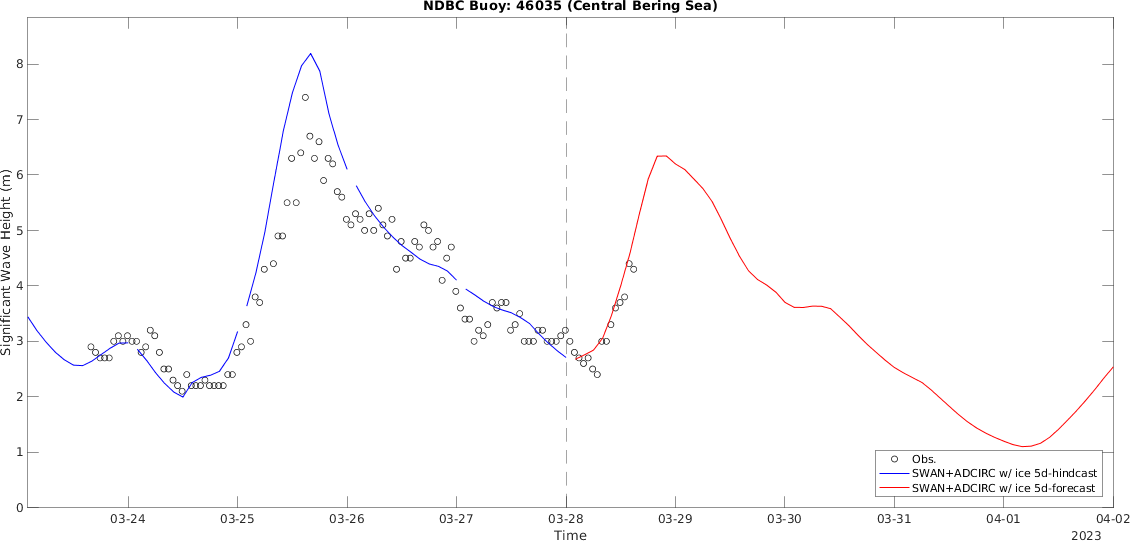 NDBC Buoy: 46035 (Central Bering Sea)
8
7
6
5
4
3
2
1
0
Significant Wave Height (m)
Obs.
SWAN+ADCIRC w/ ice 5d-hindcast
SWAN+ADCIRC w/ ice 5d-forecast
03-24 03-25 03-26 03-27 03-28 03-29 03-30 03-31 04-01 04-02
Time
2023